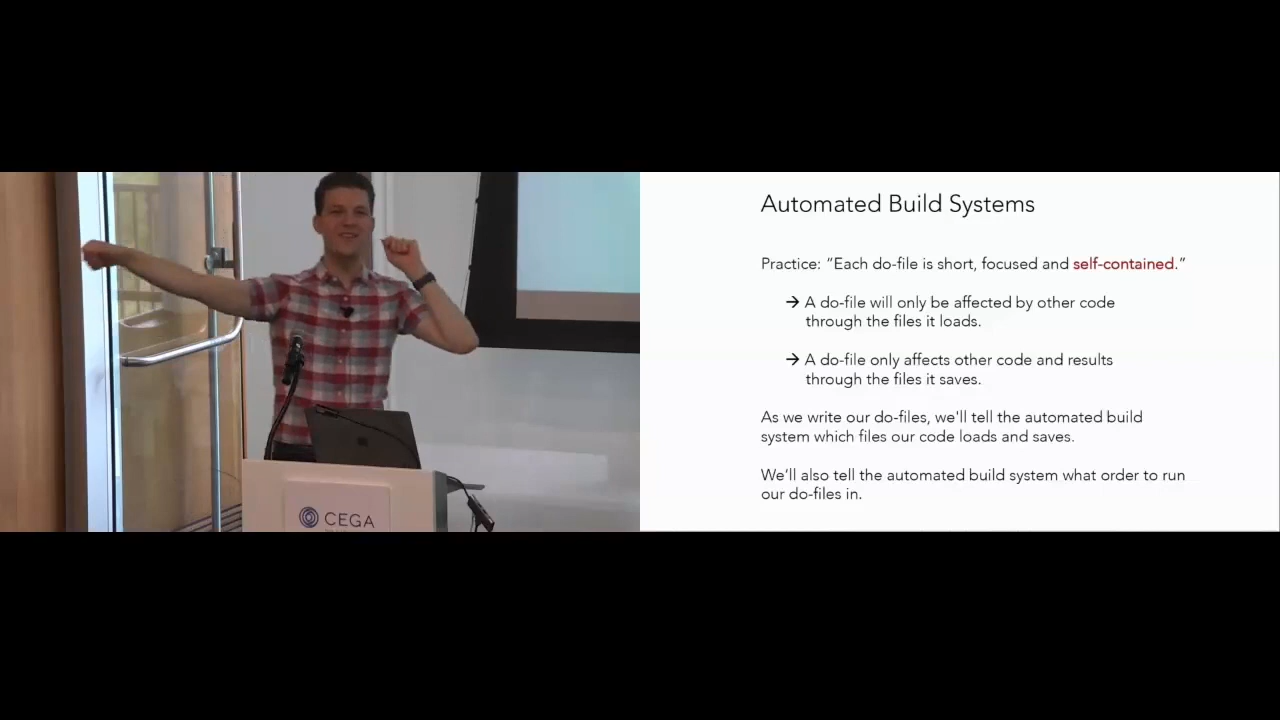 Automated Build Systems
Practice: “Each do-file is short, focused and self-contained.”
→ A do-file will only be affected by other code
through the files it loads.
→ A do-file only affects other code and results
through the files it saves.
As we write our do-files, we'll tell the automated build
system which files our code loads and saves.
We’ll also tell the automated build system what order to run
our do-files in.
CEGA